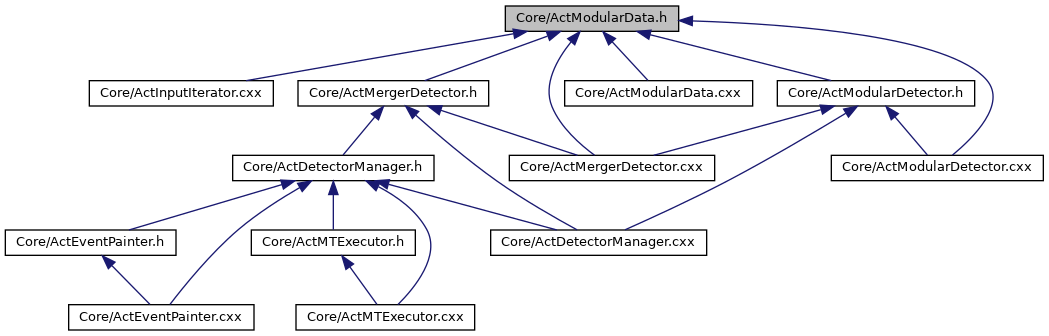 Core/ActModularData.h
Core/ActInputIterator.cxx
Core/ActMergerDetector.h
Core/ActModularData.cxx
Core/ActModularDetector.h
Core/ActDetectorManager.h
Core/ActMergerDetector.cxx
Core/ActModularDetector.cxx
Core/ActEventPainter.h
Core/ActMTExecutor.h
Core/ActDetectorManager.cxx
Core/ActEventPainter.cxx
Core/ActMTExecutor.cxx